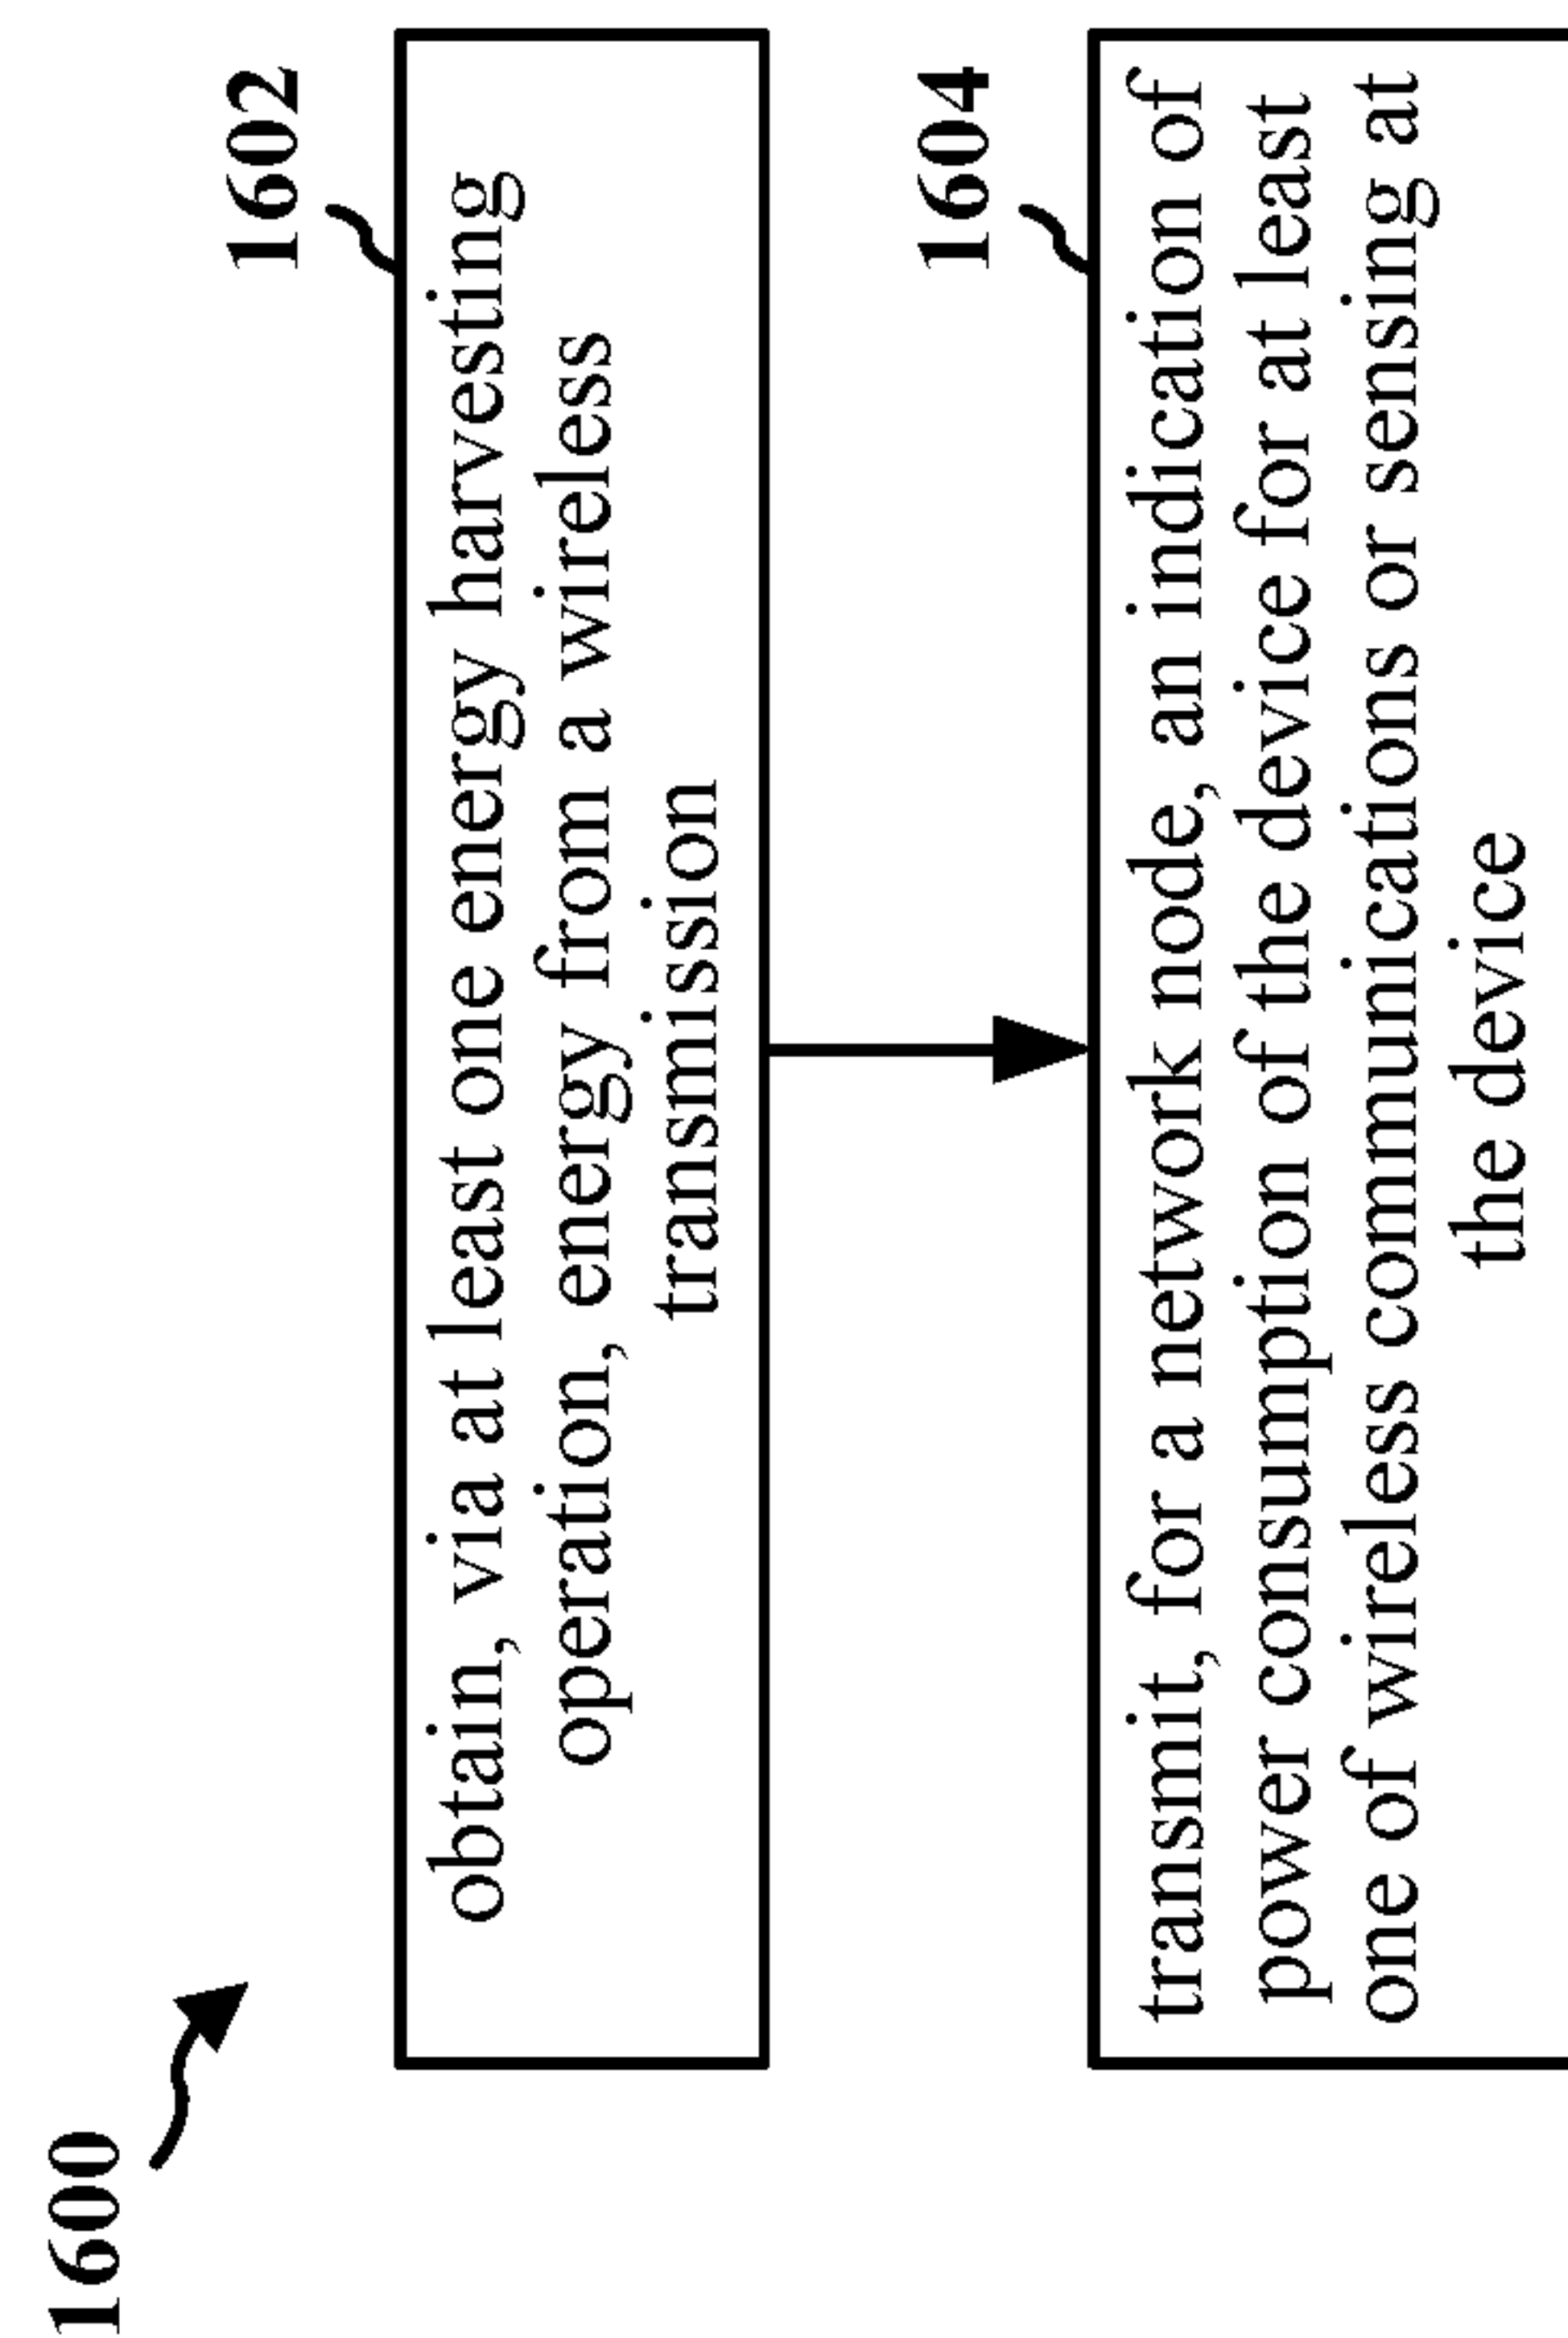 1600
1602
obtain, via at least one energy harvesting
operation, energy from a wireless
transmission
1604
transmit, for a network node, an indication of
power consumption of the device for at least
one of wireless communications or sensing at
the device